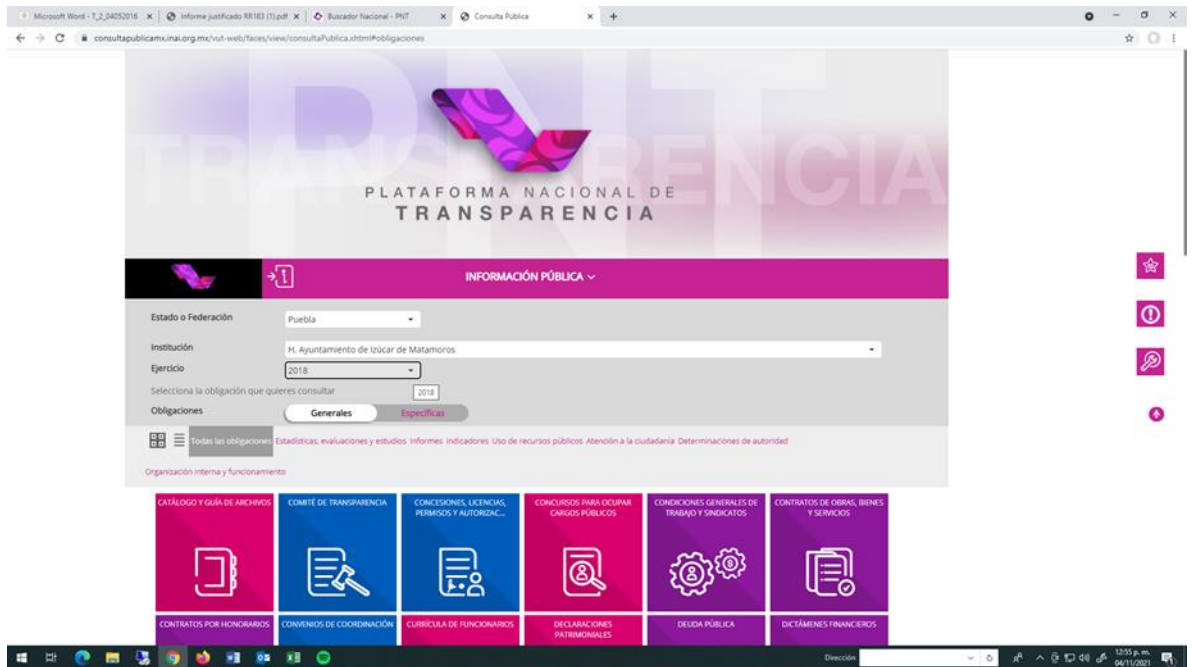 Microsoft Word - T_2_04052016
Informe justificado RR183 (1).pdf
Buscador Nacional - PNT
Consulta Pública
consultapublicamx.inai.org.mx/vut-web/faces/view/consultaPublica.xhtml#obligaciones
PNT
TRANSPARENCIA
PLATAFORMA NACIONAL DE
TRANSPARENCIA
INFORMACIÓN PÚBLICA
Estado o Federación Puebla
Institución H. Ayuntamiento de Izúcar de Matamoros
Ejercicio 2018
Selecciona la obligación que quieres consultar 2018
Obligaciones Generales Específicas
Todas las obligaciones Estadísticas, evaluaciones y estudios Informes Indicadores Uso de recursos públicos Atención a la ciudadanía Determinaciones de autoridad
Organización interna y funcionamiento
CATÁLOGO Y GUÍA DE ARCHIVOS
COMITÉ DE TRANSPARENCIA
CONCESIONES, LICENCIAS,
PERMISOS Y AUTORIZAC...
CONCURSOS PARA OCUPAR
CARGOS PÚBLICOS
CONDICIONES GENERALES DE
TRABAJO Y SINDICATOS
CONTRATOS DE OBRAS, BIENES
Y SERVICIOS
CONTRATOS POR HONORARIOS
CONVENIOS DE COORDINACIÓN
CURRÍCULA DE FUNCIONARIOS
DECLARACIONES
PATRIMONIALES
DEUDA PÚBLICA
DICTÁMENES FINANCIEROS
Dirección
12:55 p. m.
04/11/2021